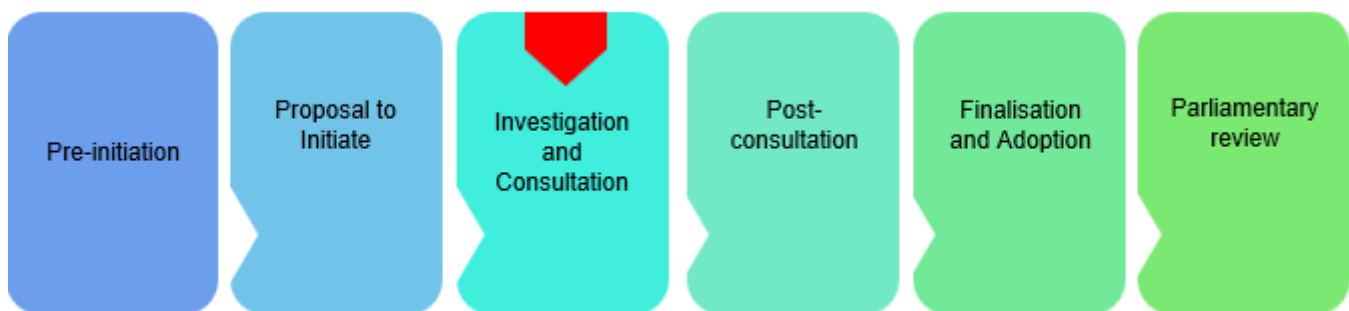 Pre-initiation
Proposal to
Initiate
Investigation
and
Consultation
Post-
consultation
Finalisation
and Adoption
Parliamentary
review